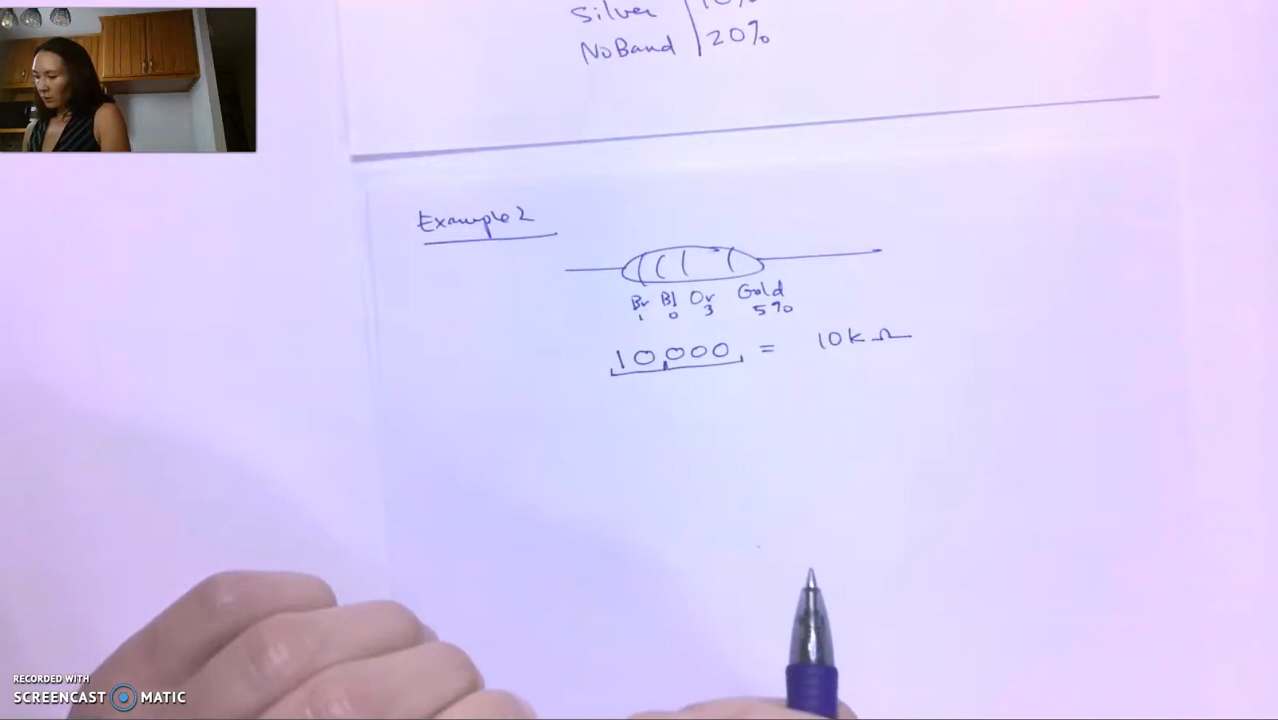 Silver | 10%
NoBand | 20%
Example 2
Br Bl Or Gold
1 0 3 5%
10,000 = 10kΩ
RECORDED WITH
SCREENCAST MATIC